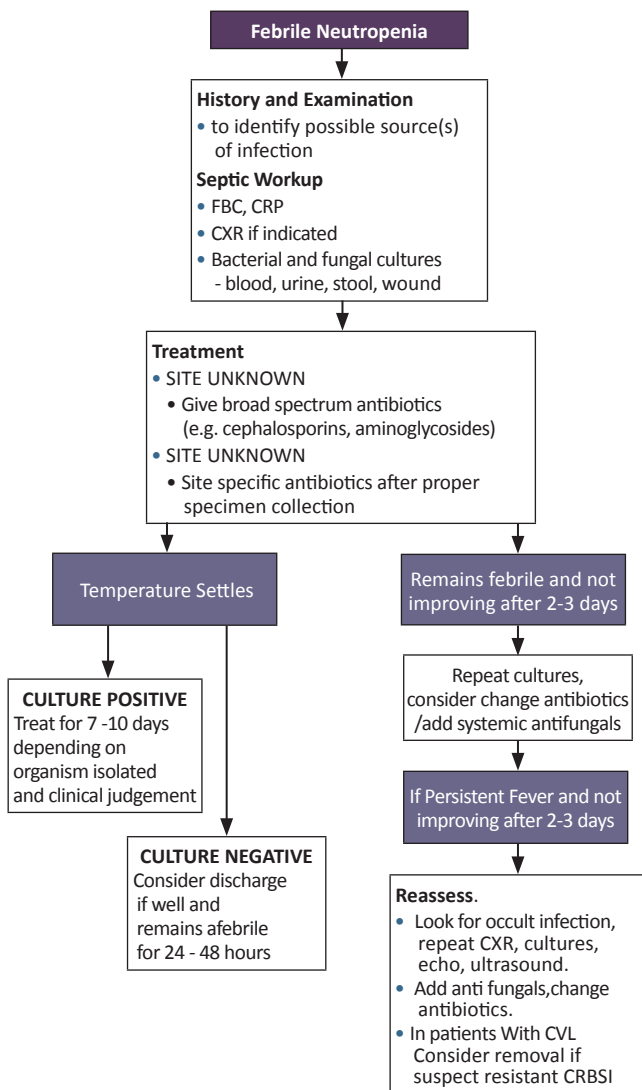 Febrile Neutropenia
History and Examination
• to identify possible source(s)
of infection
Septic Workup
• FBC, CRP
• CXR if indicated
• Bacterial and fungal cultures
- blood, urine, stool, wound
Treatment
• SITE UNKNOWN
• Give broad spectrum antibiotics
(e.g. cephalosporins, aminoglycosides)
• SITE UNKNOWN
• Site specific antibiotics after proper
specimen collection
Temperature Settles
CULTURE POSITIVE
Treat for 7 -10 days
depending on
organism isolated
and clinical judgement
CULTURE NEGATIVE
Consider discharge
if well and
remains afebrile
for 24 - 48 hours
Remains febrile and not
improving after 2-3 days
Repeat cultures,
consider change antibiotics
/add systemic antifungals
If Persistent Fever and not
improving after 2-3 days
Reassess.
• Look for occult infection,
repeat CXR, cultures,
echo, ultrasound.
• Add anti fungals,change
antibiotics.
• In patients With CVL
Consider removal if
suspect resistant CRBSI